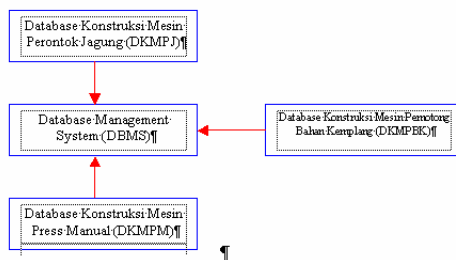 Database Konstruksi Mesin
Perontok Jagung (DKMPJ)¶
Database Management
System (DBMS)¶
Database Konstruksi Mesin Pemotong
Bahan Kemplang (DKMPBK)¶
Database Konstruksi Mesin
Press Manual (DKMPM)¶
¶